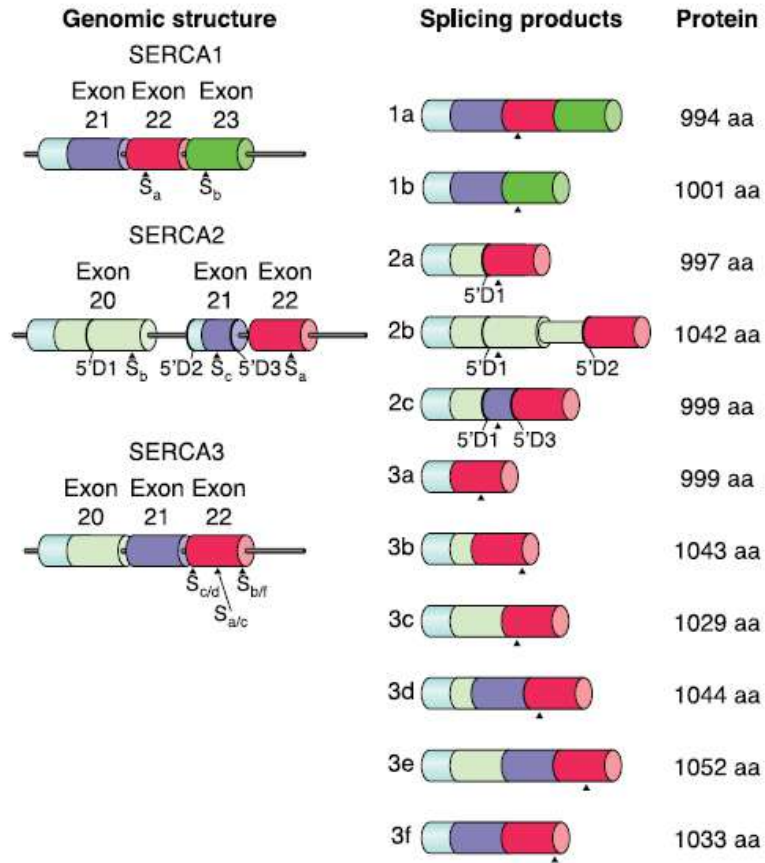 Genomic structure Splicing products Protein
SERCA1
Exon Exon Exon
21 22 23
Sa Sb
1a 994 aa
1b 1001 aa
SERCA2
Exon
20
Exon Exon
21 22
5'D1 Sb 5'D2 Sc 5'D3 Sa
2a 997 aa
5'D1
2b 1042 aa
5'D1 5'D2
2c 999 aa
5'D1 5'D3
SERCA3
Exon Exon Exon
20 21 22
Sc/d Sb/f
Sa/c
3a 999 aa
3b 1043 aa
3c 1029 aa
3d 1044 aa
3e 1052 aa
3f 1033 aa